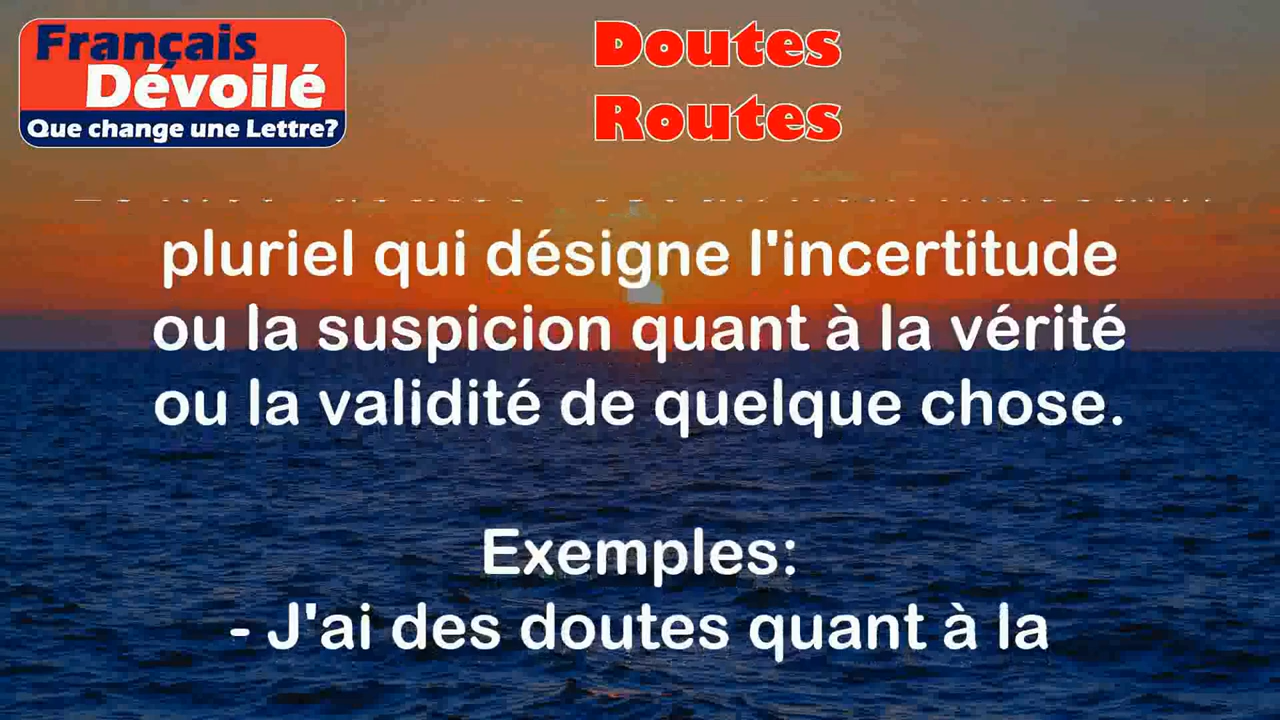 Français
Dévoilé
Que change une Lettre?
Doutes
Routes
pluriel qui désigne l'incertitude
ou la suspicion quant à la vérité
ou la validité de quelque chose.
Exemples:
- J'ai des doutes quant à la